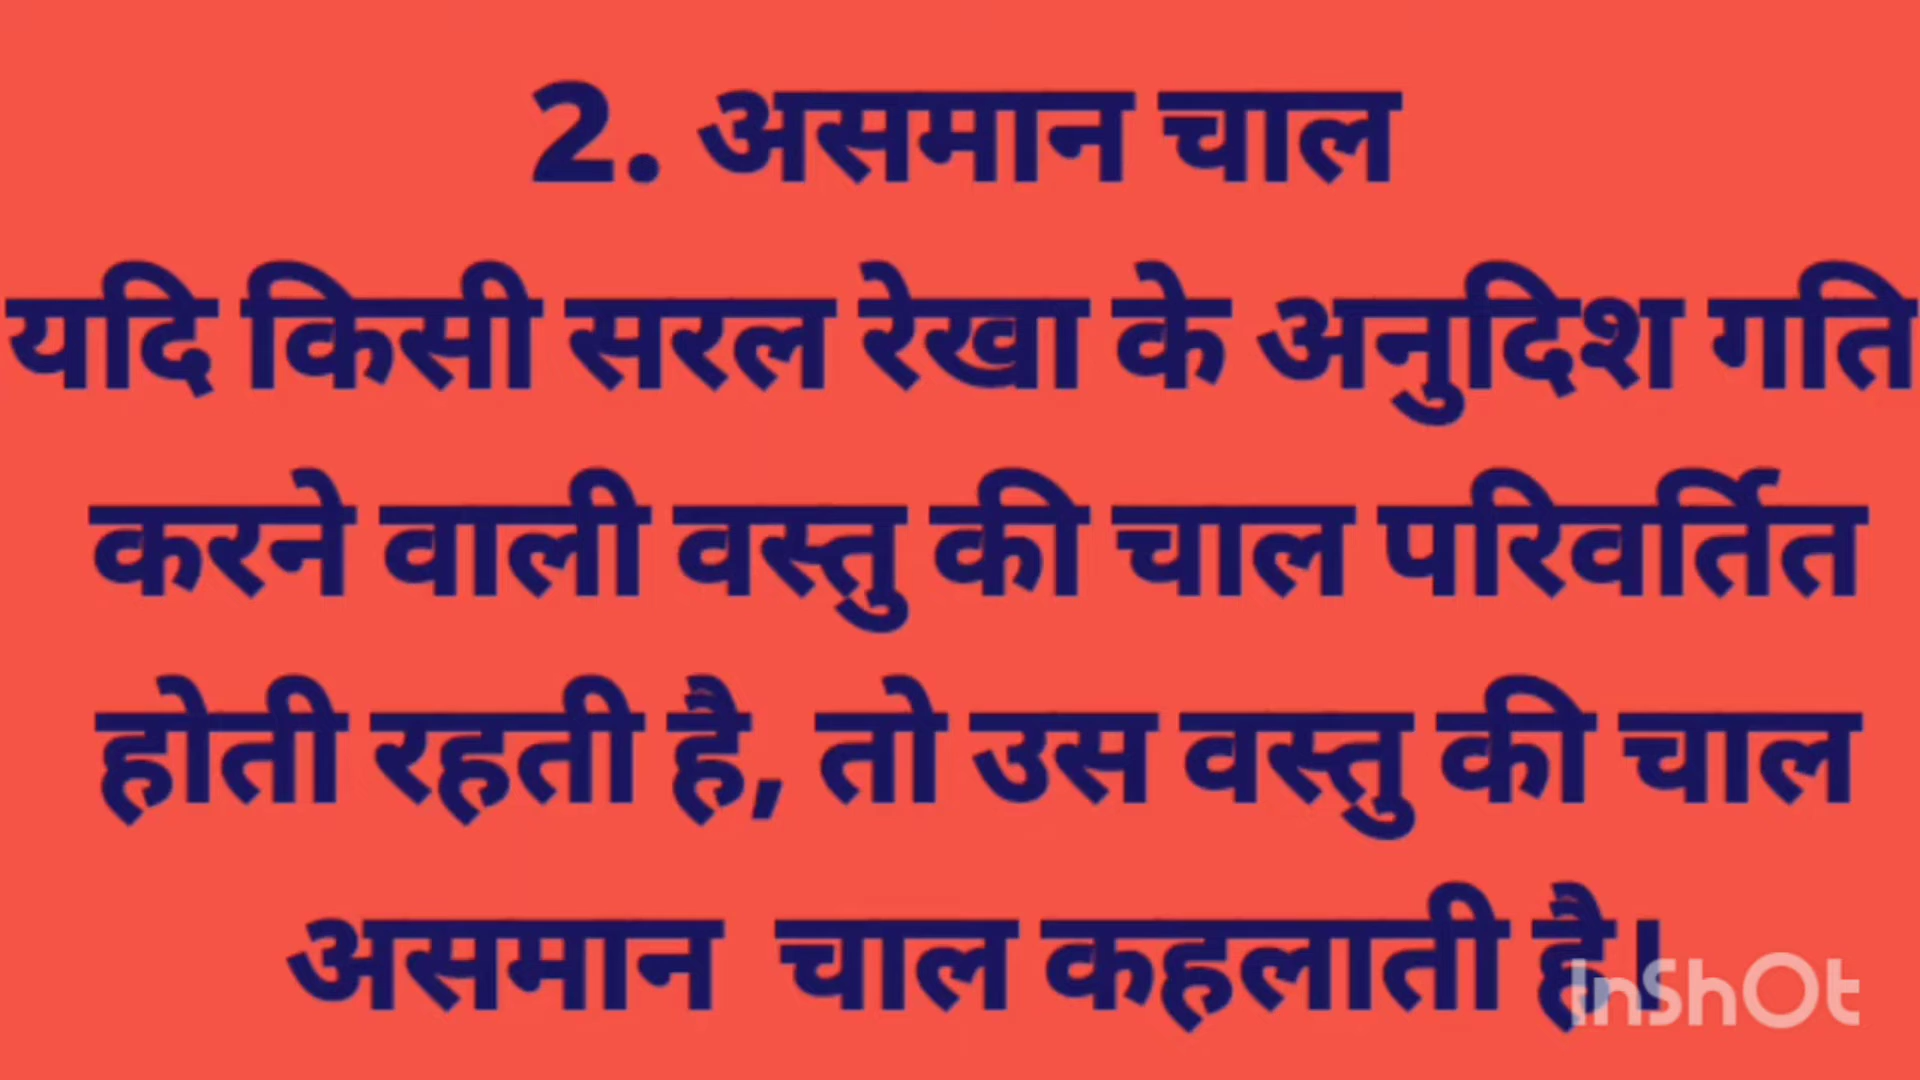 2. असमान चाल
यदि किसी सरल रेखा के अनुदिश गति
करने वाली वस्तु की चाल परिवर्तित
होती रहती है, तो उस वस्तु की चाल
असमान चाल कहलाती है।
InShOt